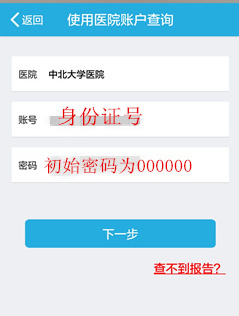 返回 使用医院账户查询
医院 中北大学医院
账号 身份证号
密码 初始密码为000000
下一步
查不到报告?